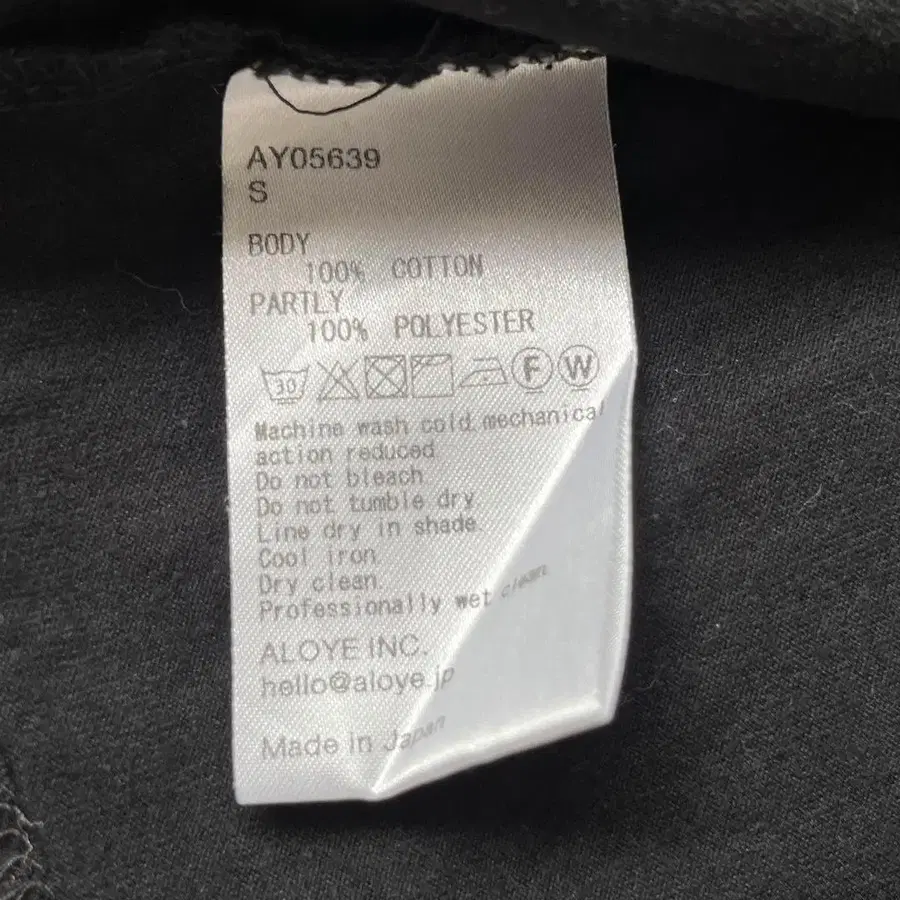 AY05639
S
BODY
100% COTTON
PARTLY
100% POLYESTER
30 F W
Machine wash cold mechanical
action reduced
Do not bleach
Do not tumble dry
Line dry in shade
Cool iron
Dry clean
Professionally wet clean
ALOYE INC.
hello@aloye.jp
Made in Japan